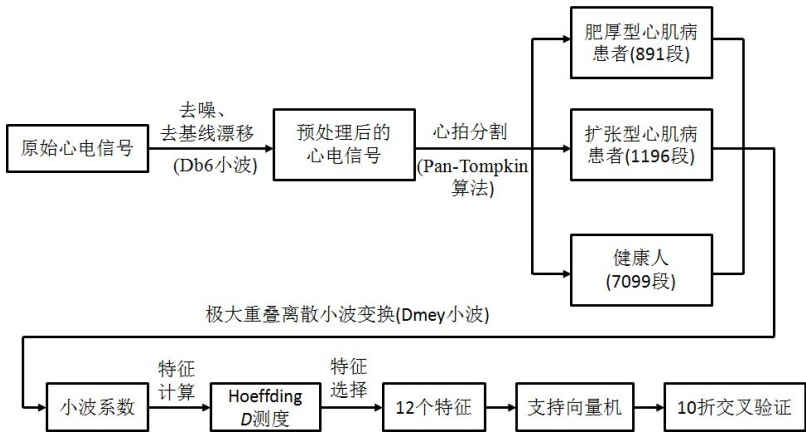 肥厚型心肌病
患者(891段)
去噪、
去基线漂移
(Db6小波)
原始心电信号
预处理后的
心电信号
心拍分割
(Pan-Tompkin
算法)
扩张型心肌病
患者(1196段)
健康人
(7099段)
极大重叠离散小波变换(Dmey小波)
小波系数
特征
计算
Hoeffding
D测度
特征
选择
12个特征
支持向量机
10折交叉验证